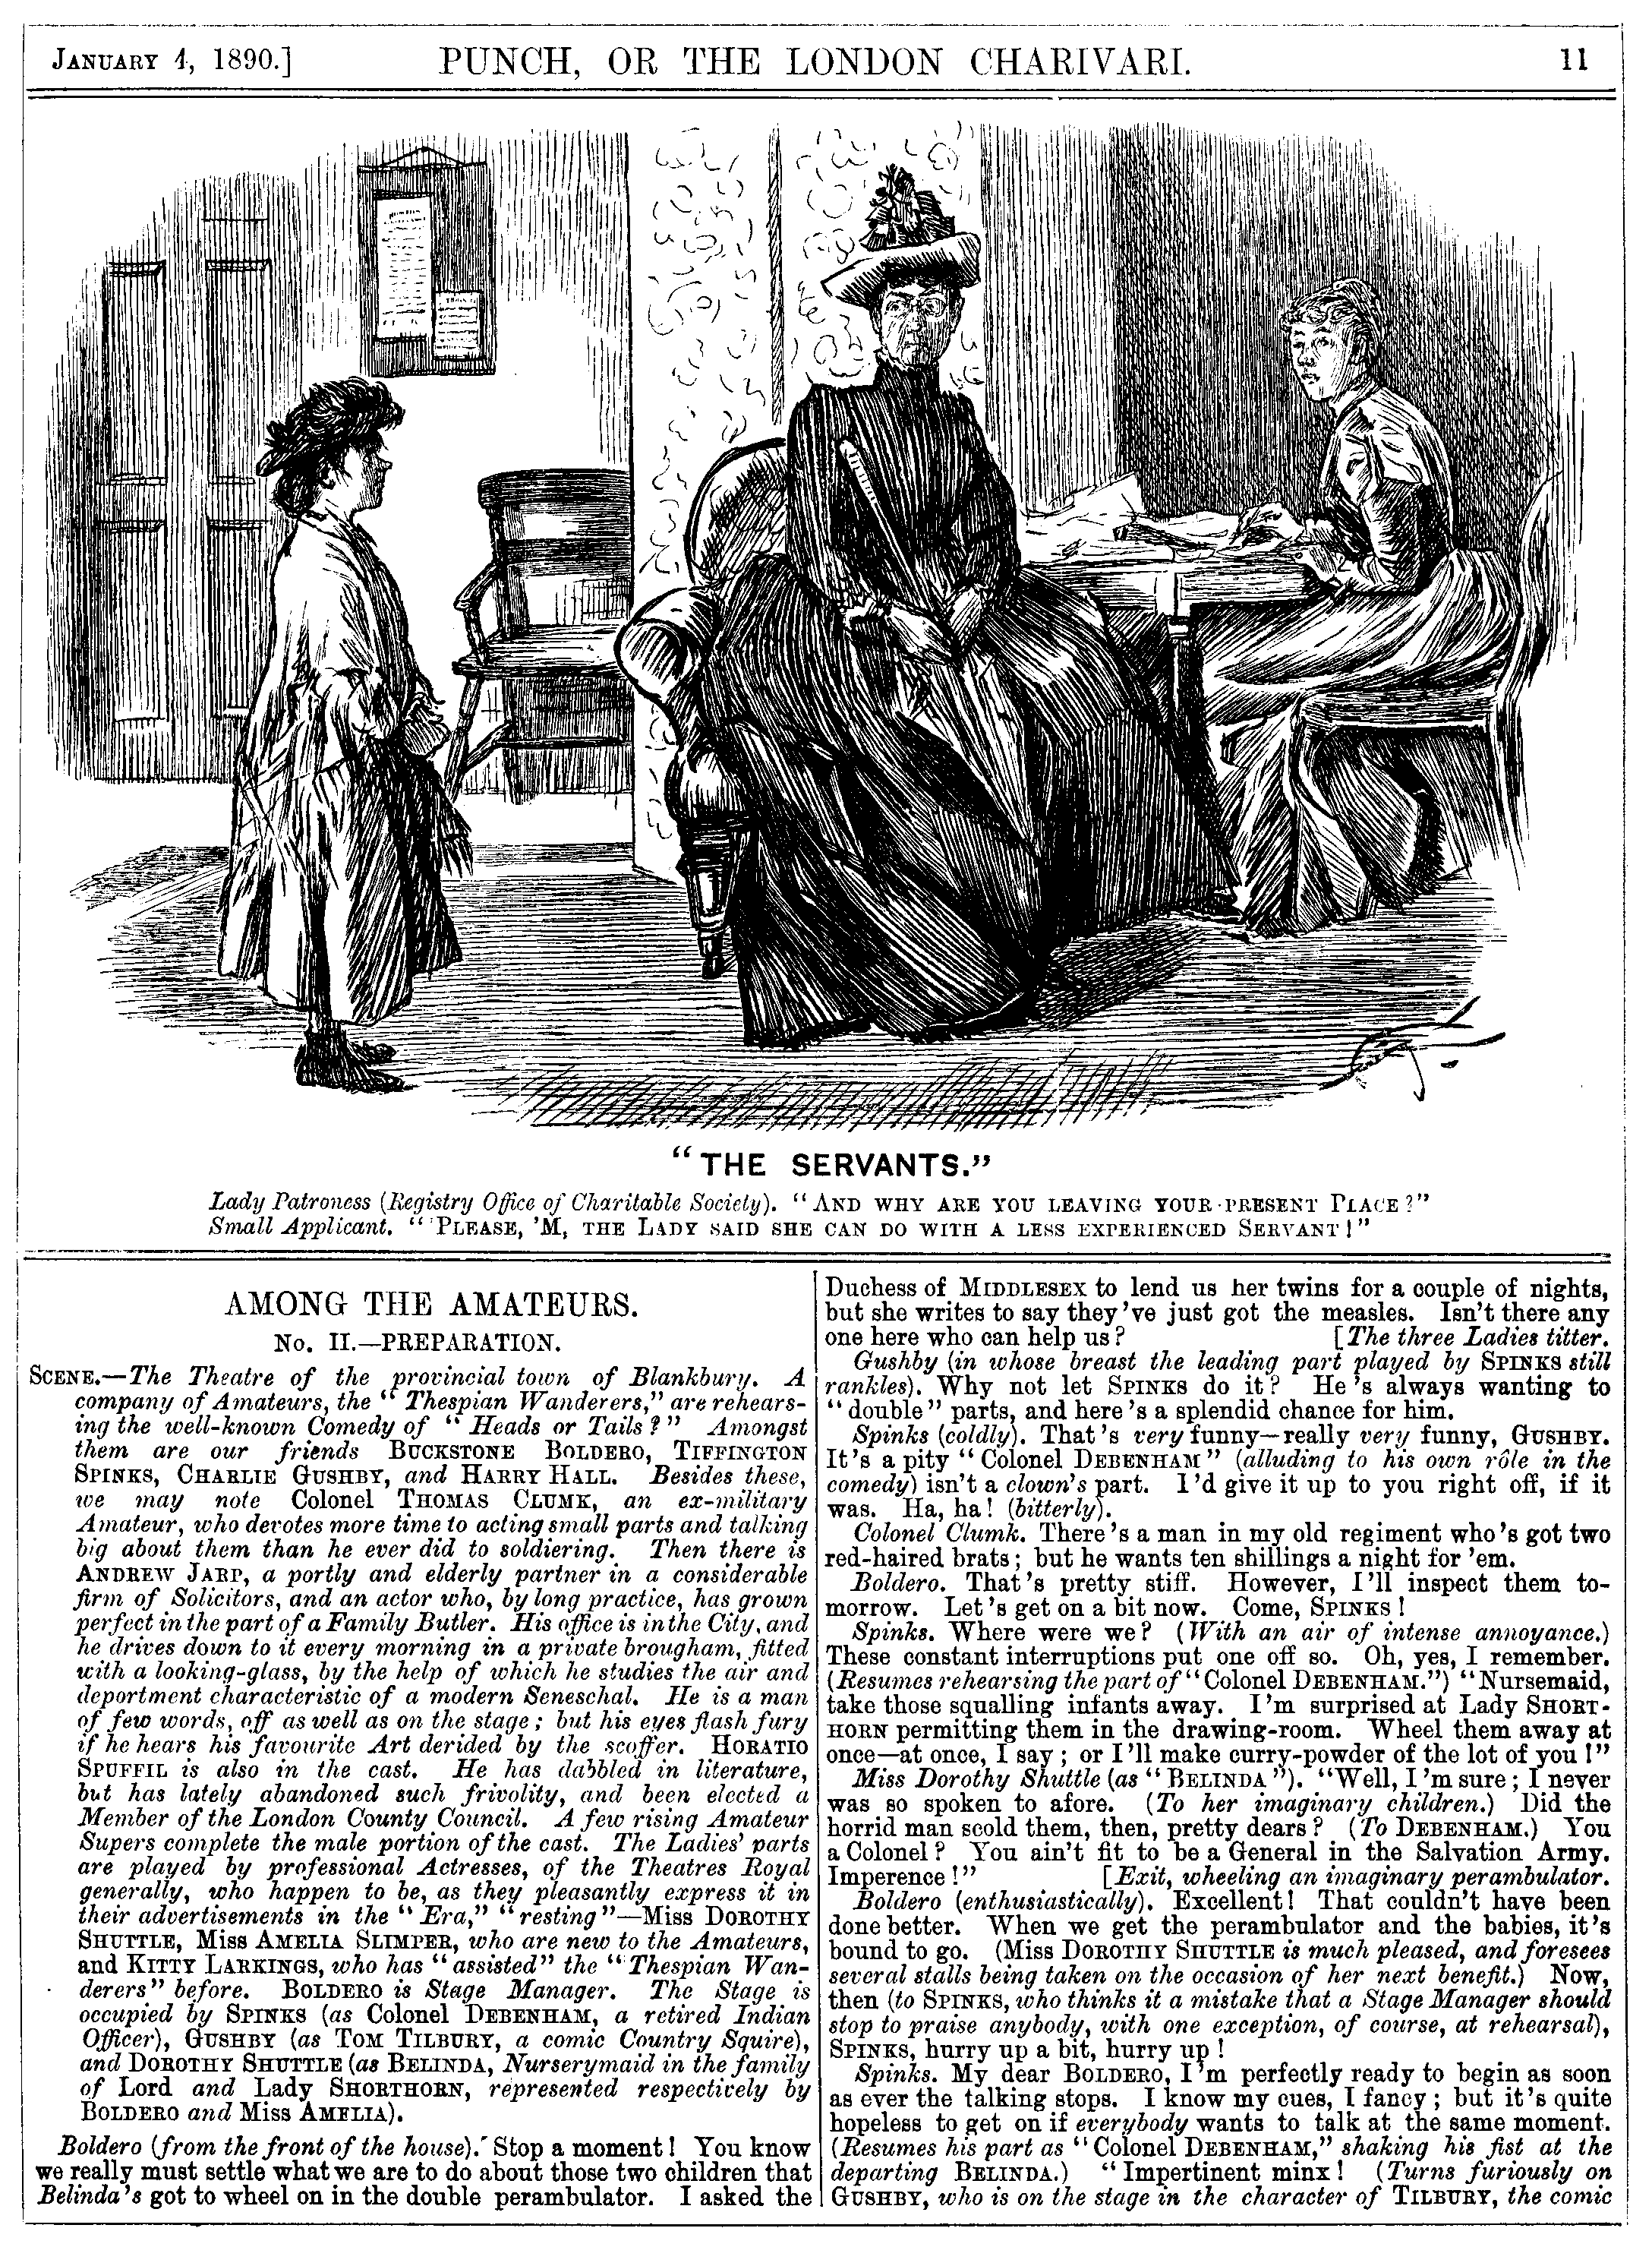 JANUARY 4, 1890.]
PUNCH, OR THE LONDON CHARIVARI.
11
"THE SERVANTS."
Lady Patroness (Registry Office of Charitable Society). "AND WHY ARE YOU LEAVING YOUR PRESENT PLACE?"
Small Applicant. "PLEASE, 'M, THE LADY SAID SHE CAN DO WITH A LESS EXPERIENCED SERVANT!"
AMONG THE AMATEURS.
No. II.—PREPARATION.
SCENE.—The Theatre of the provincial town of Blankbury. A
company of Amateurs, the "Thespian Wanderers," are rehears-
ing the well-known Comedy of "Heads or Tails?" Amongst
them are our friends BUCKSTONE BOLDERO, TIFFINGTON
SPINKS, CHARLIE GUSHBY, and HARRY HALL. Besides these,
we may note Colonel THOMAS CLUMK, an ex-military
Amateur, who devotes more time to acting small parts and talking
big about them than he ever did to soldiering. Then there is
ANDREW JARP, a portly and elderly partner in a considerable
firm of Solicitors, and an actor who, by long practice, has grown
perfect in the part of a Family Butler. His office is in the City, and
he drives down to it every morning in a private brougham, fitted
with a looking-glass, by the help of which he studies the air and
deportment characteristic of a modern Seneschal. He is a man
of few words, off as well as on the stage; but his eyes flash fury
if he hears his favourite Art derided by the scoffer. HORATIO
SPUFFIL is also in the cast. He has dabbled in literature,
but has lately abandoned such frivolity, and been elected a
Member of the London County Council. A few rising Amateur
Supers complete the male portion of the cast. The Ladies' parts
are played by professional Actresses, of the Theatres Royal
generally, who happen to be, as they pleasantly express it in
their advertisements in the "Era," "resting"—Miss DOROTHY
SHUTTLE, Miss AMELIA SLIMPER, who are new to the Amateurs,
and KITTY LARKINGS, who has "assisted" the "Thespian Wan-
derers" before. BOLDERO is Stage Manager. The Stage is
occupied by SPINKS (as Colonel DEBENHAM, a retired Indian
Officer), GUSHBY (as TOM TILBURY, a comic Country Squire),
and DOROTHY SHUTTLE (as BELINDA, Nurserymaid in the family
of Lord and Lady SHORTHORN, represented respectively by
BOLDERO and Miss AMELIA).
Boldero (from the front of the house). Stop a moment! You know
we really must settle what we are to do about those two children that
Belinda's got to wheel on in the double perambulator. I asked the
Duchess of MIDDLESEX to lend us her twins for a couple of nights,
but she writes to say they've just got the measles. Isn't there any
one here who can help us? [The three Ladies titter.
Gushby (in whose breast the leading part played by SPINKS still
rankles). Why not let SPINKS do it? He's always wanting to
"double" parts, and here's a splendid chance for him.
Spinks (coldly). That's very funny—really very funny, GUSHBY.
It's a pity "Colonel DEBENHAM" (alluding to his own rôle in the
comedy) isn't a clown's part. I'd give it up to you right off, if it
was. Ha, ha! (bitterly).
Colonel Clumk. There's a man in my old regiment who's got two
red-haired brats; but he wants ten shillings a night for 'em.
Boldero. That's pretty stiff. However, I'll inspect them to-
morrow. Let's get on a bit now. Come, SPINKS!
Spinks. Where were we? (With an air of intense annoyance.)
These constant interruptions put one off so. Oh, yes, I remember.
(Resumes rehearsing the part of "Colonel DEBENHAM.") "Nursemaid,
take those squalling infants away. I'm surprised at Lady SHORT-
HORN permitting them in the drawing-room. Wheel them away at
once—at once, I say; or I'll make curry-powder of the lot of you!"
Miss Dorothy Shuttle (as "BELINDA"). "Well, I'm sure; I never
was so spoken to afore. (To her imaginary children.) Did the
horrid man scold them, then, pretty dears? (To DEBENHAM.) You
a Colonel? You ain't fit to be a General in the Salvation Army.
Imperence!" [Exit, wheeling an imaginary perambulator.
Boldero (enthusiastically). Excellent! That couldn't have been
done better. When we get the perambulator and the babies, it's
bound to go. (Miss DOROTHY SHUTTLE is much pleased, and foresees
several stalls being taken on the occasion of her next benefit.) Now,
then (to SPINKS, who thinks it a mistake that a Stage Manager should
stop to praise anybody, with one exception, of course, at rehearsal),
SPINKS, hurry up a bit, hurry up!
Spinks. My dear BOLDERO, I'm perfectly ready to begin as soon
as ever the talking stops. I know my cues, I fancy; but it's quite
hopeless to get on if everybody wants to talk at the same moment.
(Resumes his part as "Colonel DEBENHAM," shaking his fist at the
departing BELINDA.) "Impertinent minx! (Turns furiously on
GUSHBY, who is on the stage in the character of TILBURY, the comic